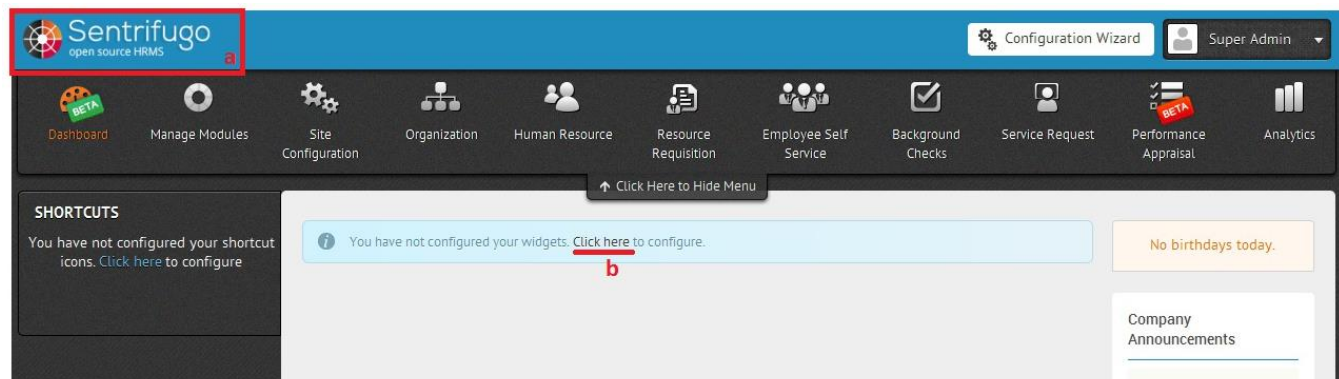 Sentrifugo
open source HRMS
a
Configuration Wizard
Super Admin
BETA
Dashboard
Manage Modules
Site
Configuration
Organization
Human Resource
Resource
Requisition
Employee Self
Service
Background
Checks
Service Request
BETA
Performance
Appraisal
Analytics
Click Here to Hide Menu
SHORTCUTS
You have not configured your shortcut
icons. Click here to configure
You have not configured your widgets. Click here to configure.
b
No birthdays today.
Company
Announcements